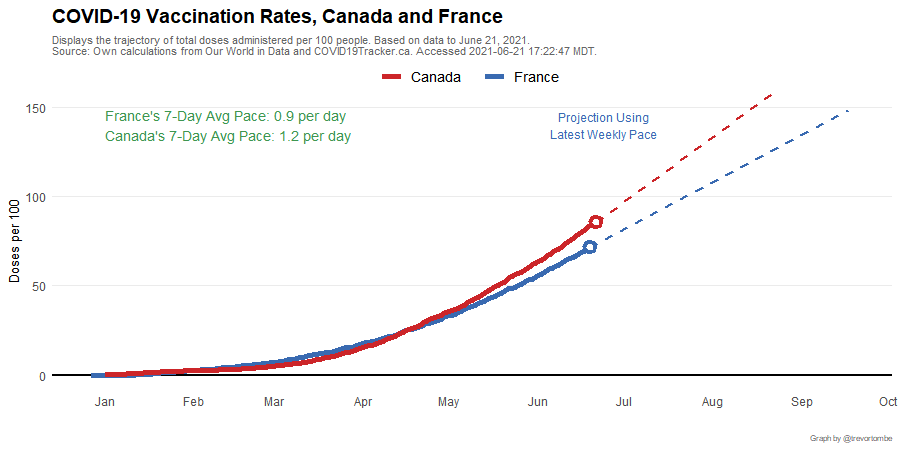 COVID-19 Vaccination Rates, Canada and France
Displays the trajectory of total doses administered per 100 people. Based on data to June 21, 2021.
Source: Own calculations from Our World in Data and COVID19Tracker.ca. Accessed 2021-06-21 17:22:47 MDT.
Canada France
France's 7-Day Avg Pace: 0.9 per day
Canada's 7-Day Avg Pace: 1.2 per day
Projection Using
Latest Weekly Pace
Doses per 100
150
100
50
0
Jan Feb Mar Apr May Jun Jul Aug Sep Oct
Graph by @trevortombe